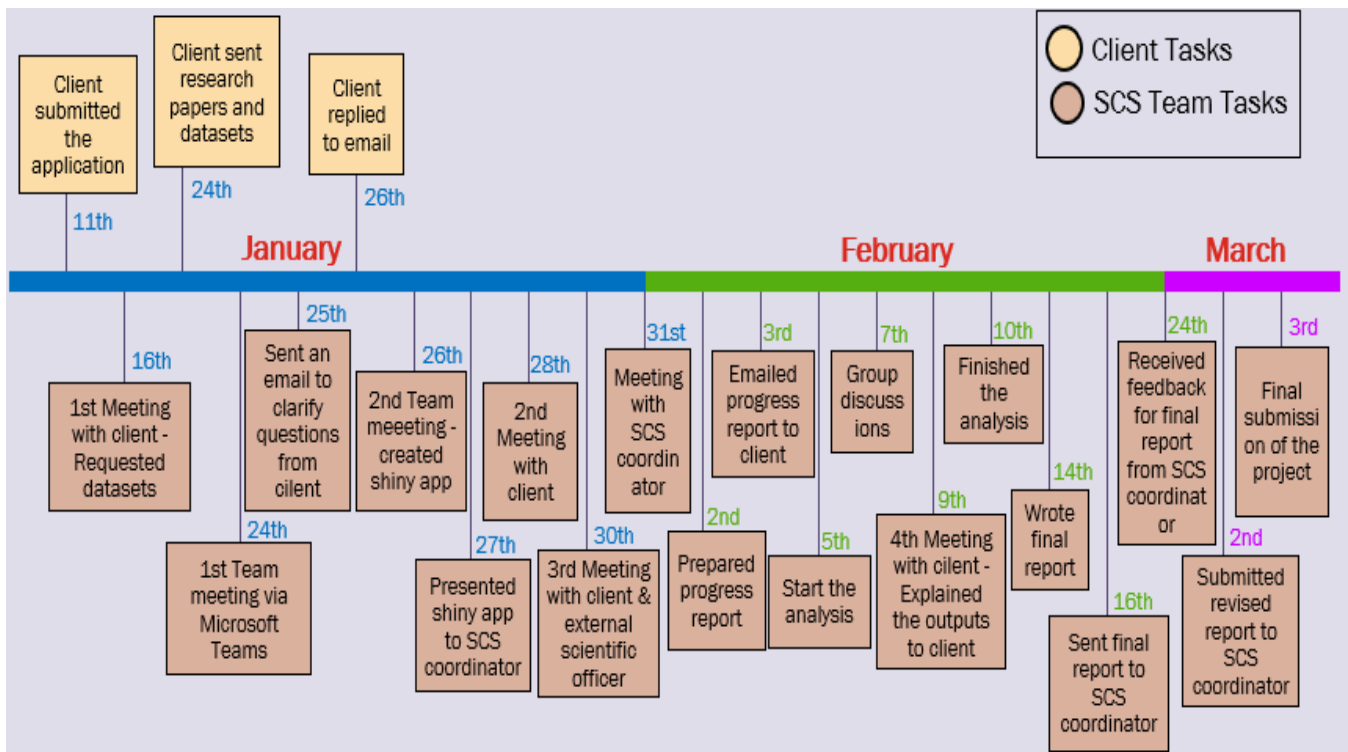 Client
submitted
the
application
11th
Client sent
research
papers and
datasets
24th
Client
replied
to email
26th
Client Tasks
SCS Team Tasks
January
February
March
16th
1st Meeting
with client -
Requested
datasets
24th
1st Team
meeting via
Microsoft
Teams
25th
Sent an
email to
clarify
questions
from
cilent
26th
2nd Team
meeeting -
created
shiny app
27th
Presented
shiny app
to SCS
coordinator
28th
2nd
Meeting
with
client
30th
3rd Meeting
with client &
external
scientific
officer
31st
Meeting
with
SCS
coordin
ator
2nd
Prepared
progress
report
3rd
Emailed
progress
report to
client
5th
Start the
analysis
7th
Group
discuss
ions
9th
4th Meeting
with cilent -
Explained
the outputs
to client
10th
Finished
the
analysis
14th
Wrote
final
report
16th
Sent final
report to
SCS
coordinator
24th
Received
feedback
for final
report
from SCS
coordinat
or
2nd
Submitted
revised
report to
SCS
coordinator
3rd
Final
submissi
on of the
project